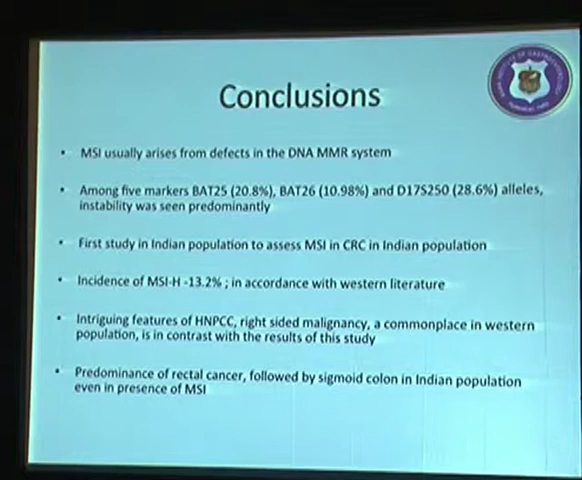 Conclusions
• MSI usually arises from defects in the DNA MMR system
• Among five markers BAT25 (20.8%), BAT26 (10.98%) and D17S250 (28.6%) alleles,
instability was seen predominantly
• First study in Indian population to assess MSI in CRC in Indian population
• Incidence of MSI-H -13.2% ; in accordance with western literature
• Intriguing features of HNPCC, right sided malignancy, a commonplace in western
population, is in contrast with the results of this study
• Predominance of rectal cancer, followed by sigmoid colon in Indian population
even in presence of MSI